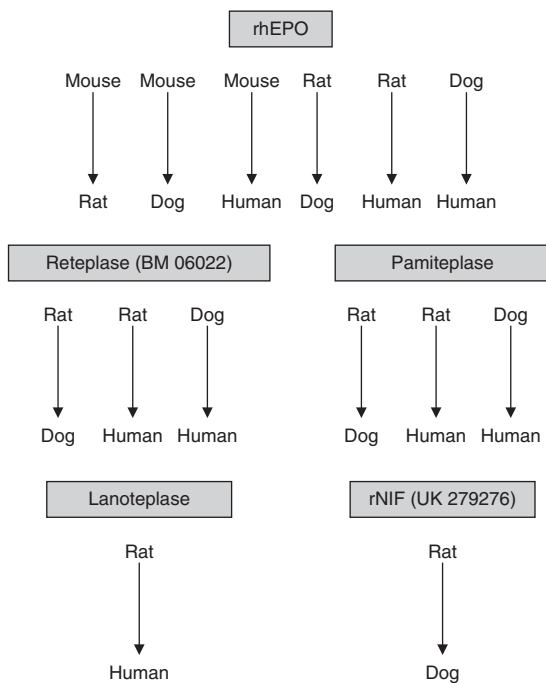 rhEPO
Mouse Mouse Mouse Rat Rat Dog
Rat Dog Human Dog Human Human
Reteplase (BM 06022) Pamiteplase
Rat Rat Dog Rat Rat Dog
Dog Human Human Dog Human Human
Lanoteplase rNIF (UK 279276)
Rat Rat
Human Dog